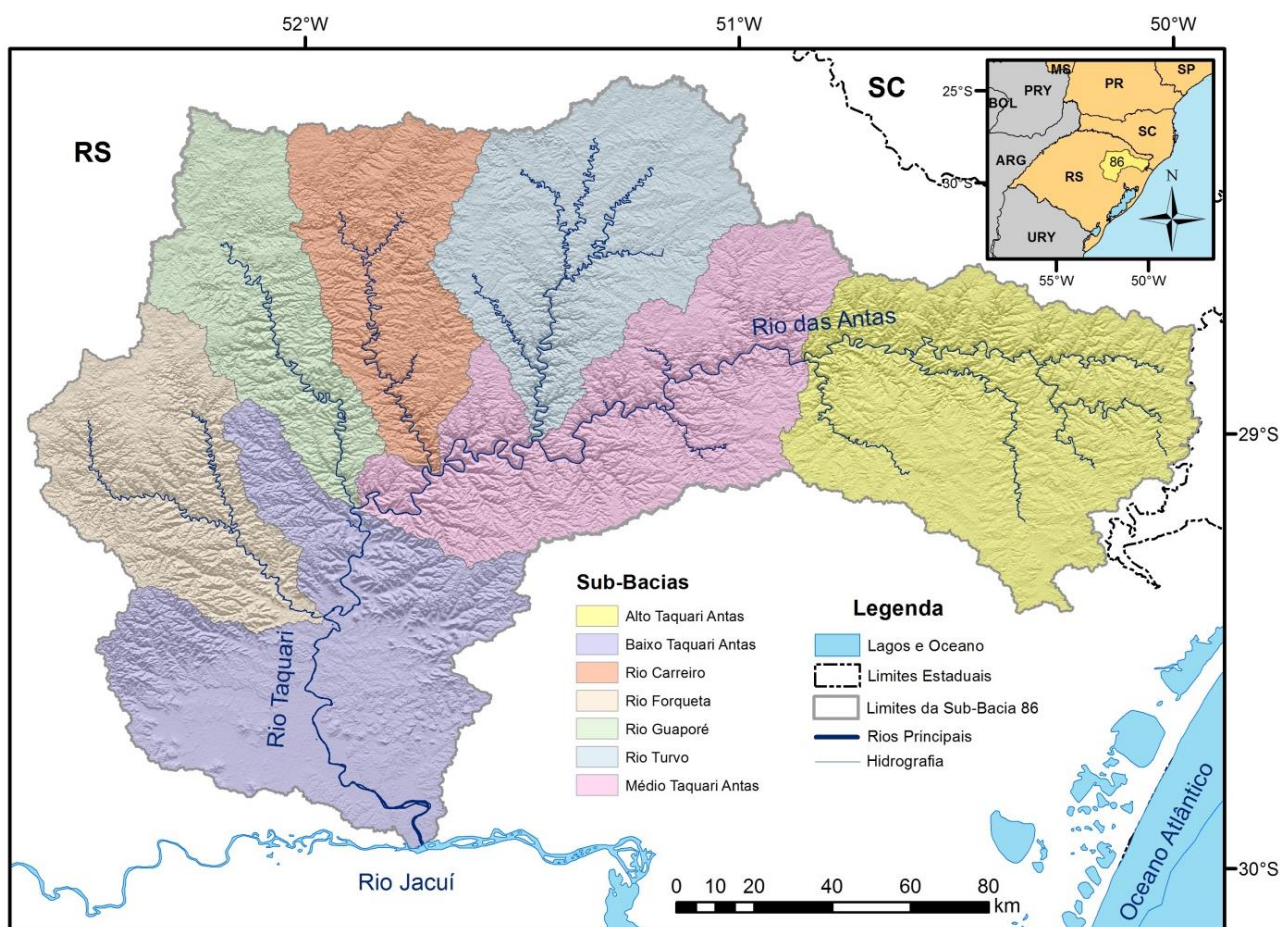 52°W
51°W
50°W
RS
SC
MS
SP
PRY
PR
25°S
BOL
SC
ARG
86
RS
30°S
N
URY
55°W
50°W
Rio das Antas
29°S
Rio Taquari
Sub-Bacias
Alto Taquari Antas
Baixo Taquari Antas
Rio Carreiro
Rio Forqueta
Rio Guaporé
Rio Turvo
Médio Taquari Antas
Legenda
Lagos e Oceano
Limites Estaduais
Limites da Sub-Bacia 86
Rios Principais
Hidrografia
Oceano Atlântico
Rio Jacuí
30°S
0 5 10 20 40 60 80
km